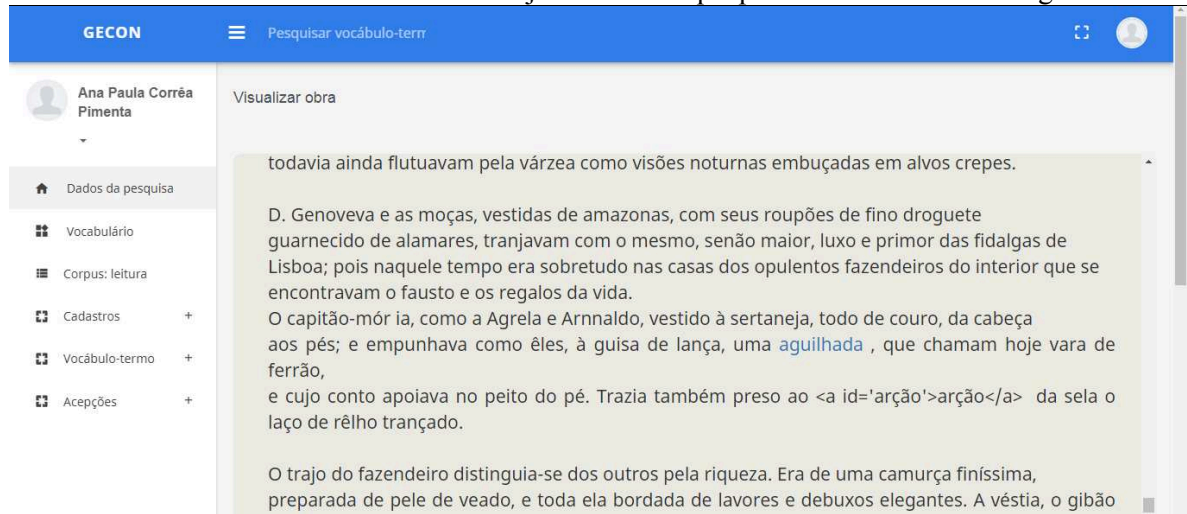 GECON
Pesquisar vocábulo-term
Ana Paula Corrêa
Pimenta
Dados da pesquisa
Vocabulário
Corpus: leitura
Cadastros +
Vocábulo-termo +
Acepções +
Visualizar obra
todavia ainda flutuavam pela várzea como visões noturnas embuçadas em alvos crepes.
D. Genoveva e as moças, vestidas de amazonas, com seus roupões de fino droguete
guarnecido de alamares, tranjavam com o mesmo, senão maior, luxo e primor das fidalgas de
Lisboa; pois naquele tempo era sobretudo nas casas dos opulentos fazendeiros do interior que se
encontravam o fausto e os regalos da vida.
O capitão-mór ia, como a Agrela e Arnnaldo, vestido à sertaneja, todo de couro, da cabeça
aos pés; e empunhava como êles, à guisa de lança, uma aguilhada , que chamam hoje vara de
ferrão,
e cujo conto apoiava no peito do pé. Trazia também preso ao <a id='arção'>arção</a> da sela o
laço de rêlho trançado.
O trajo do fazendeiro distinguia-se dos outros pela riqueza. Era de uma camurça finíssima,
preparada de pele de veado, e toda ela bordada de lavores e debuxos elegantes. A véstia, o gibão